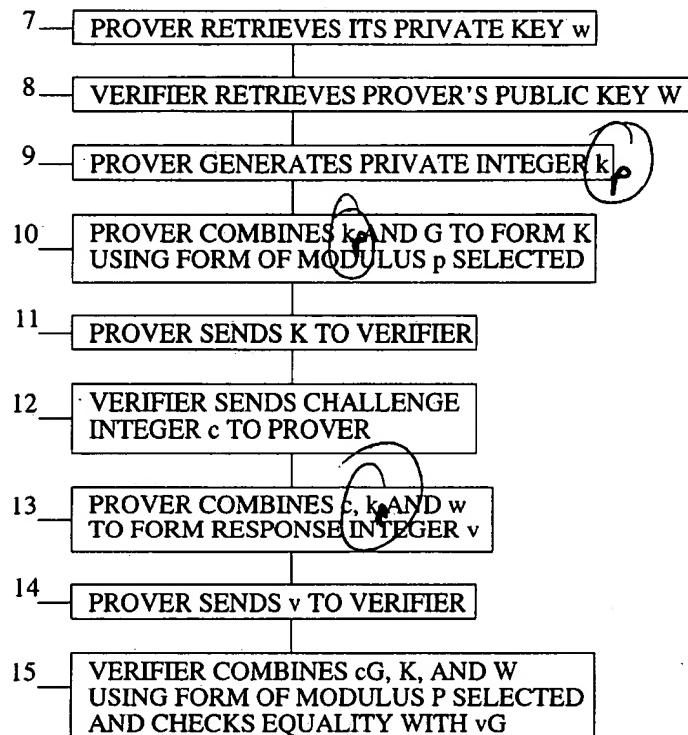 7 PROVER RETRIEVES ITS PRIVATE KEY w
8 VERIFIER RETRIEVES PROVER'S PUBLIC KEY W
9 PROVER GENERATES PRIVATE INTEGER k p
10 PROVER COMBINES k p AND G TO FORM K
USING FORM OF MODULUS p SELECTED
11 PROVER SENDS K TO VERIFIER
12 VERIFIER SENDS CHALLENGE
INTEGER c TO PROVER
13 PROVER COMBINES c, k p AND w
TO FORM RESPONSE INTEGER v
14 PROVER SENDS v TO VERIFIER
15 VERIFIER COMBINES cG, K, AND W
USING FORM OF MODULUS P SELECTED
AND CHECKS EQUALITY WITH vG